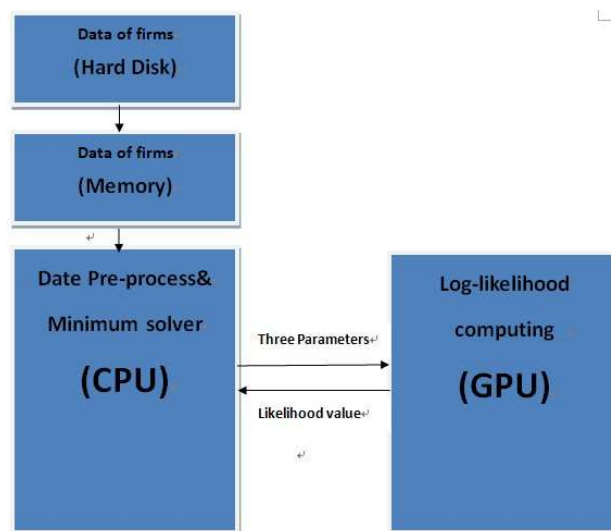 Data of firms
(Hard Disk)
Data of firms
(Memory)
Date Pre-process&
Minimum solver
(CPU)
Three Parameters
Likelihood value
Log-likelihood
computing
(GPU)